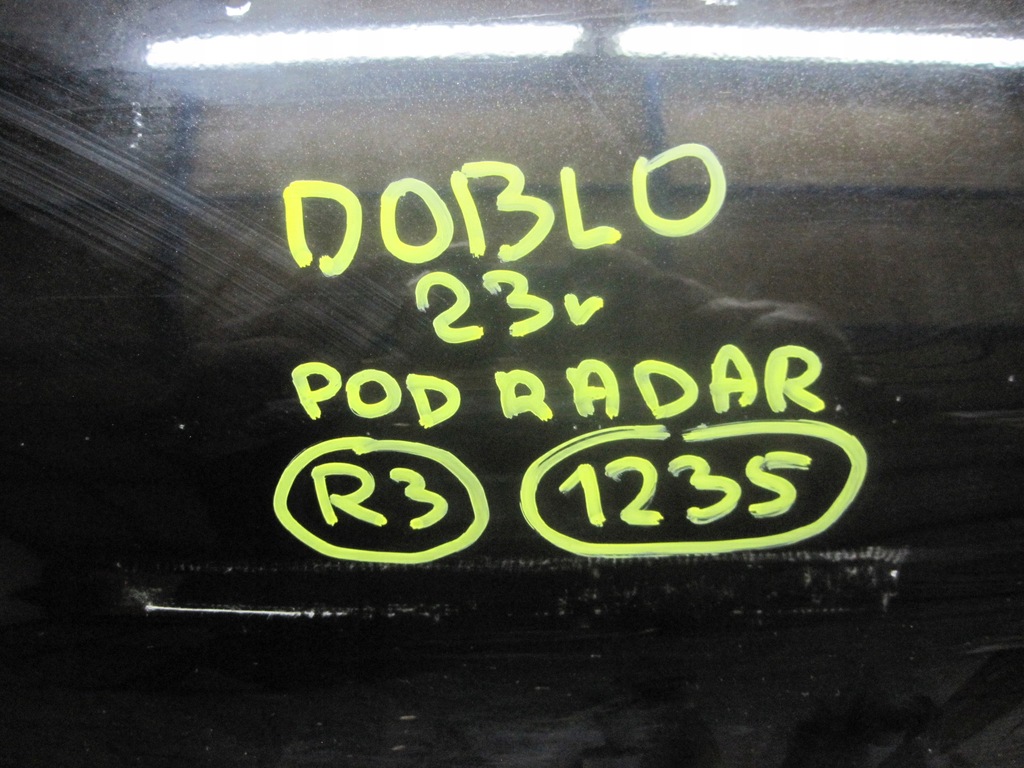 DOBLO
23r
POD RADAR
R3 1235